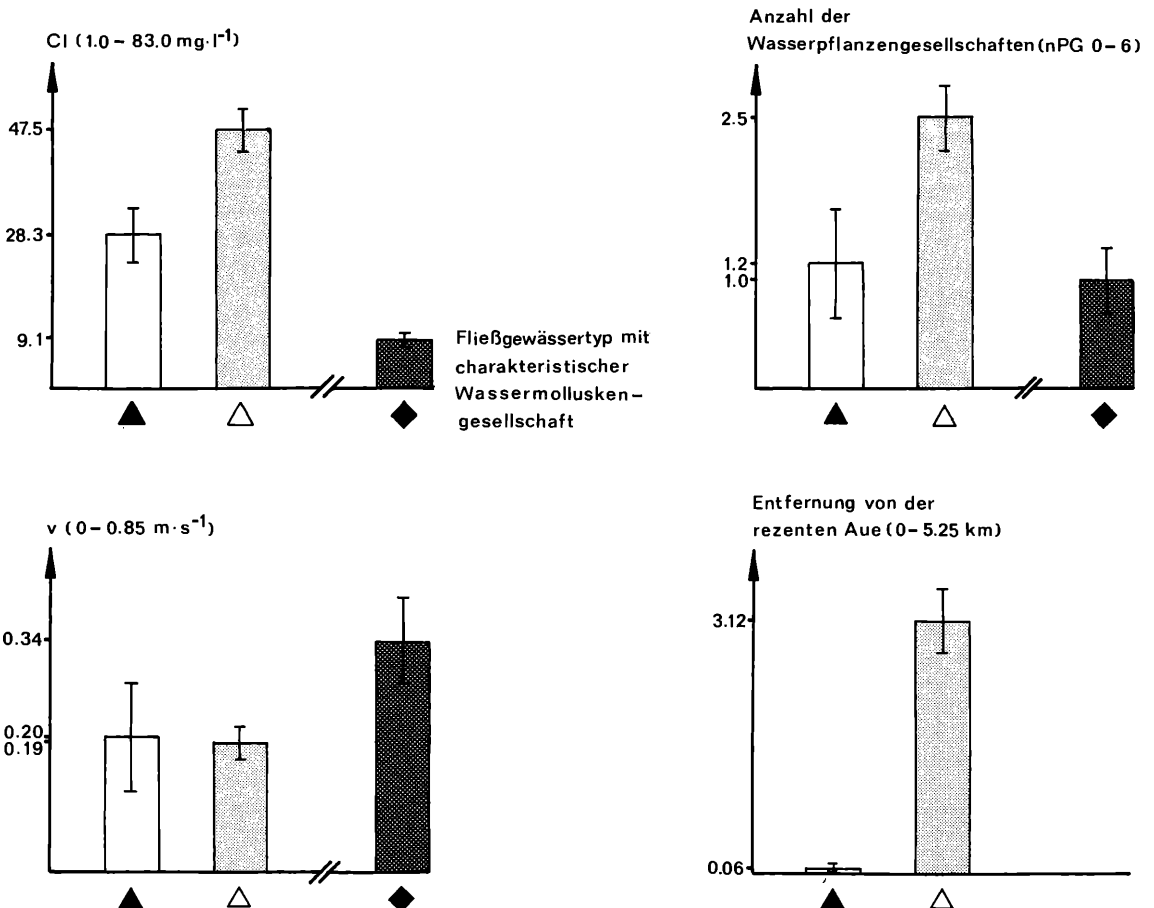 Cl (1.0 – 83.0 mg·l⁻¹)
47.5
28.3
9.1
Fließgewässertyp mit
charakteristischer
Wassermollusken–
gesellschaft
Anzahl der
Wasserpflanzengesellschaften (nPG 0 – 6)
2.5
1.2
1.0
v ( 0 – 0.85 m·s⁻¹)
0.34
0.20
0.19
Entfernung von der
rezenten Aue (0 – 5.25 km)
3.12
0.06